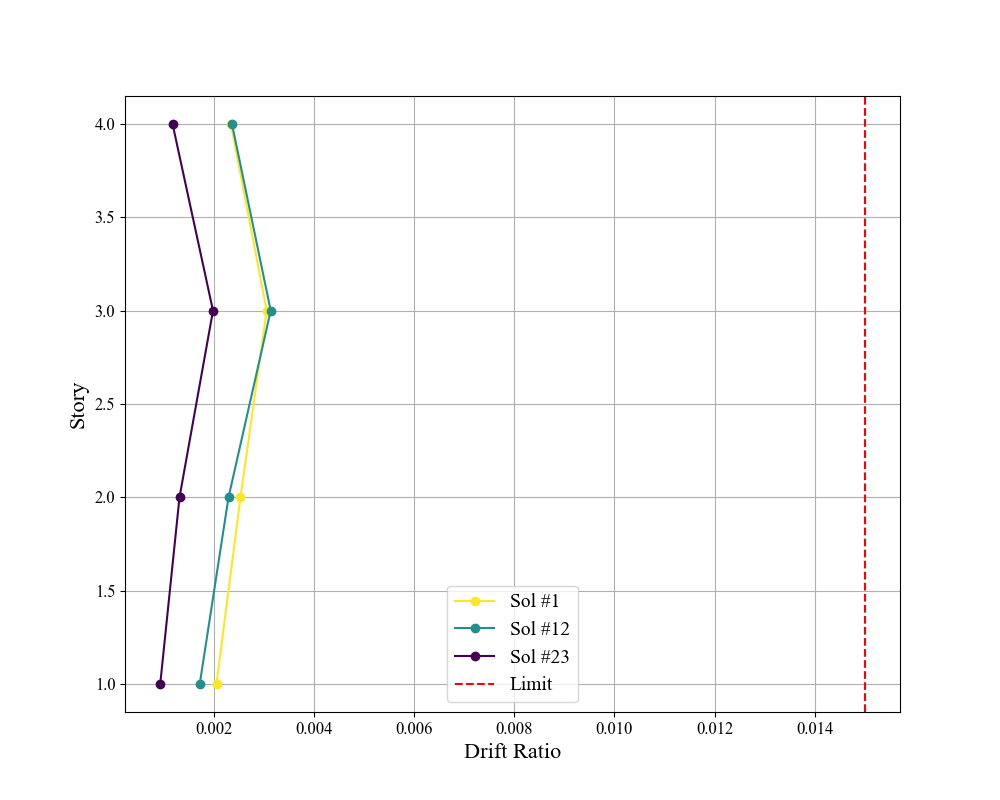 4.0
3.5
3.0
2.5
2.0
1.5
1.0
Story
Sol #1
Sol #12
Sol #23
Limit
0.002 0.004 0.006 0.008 0.010 0.012 0.014
Drift Ratio